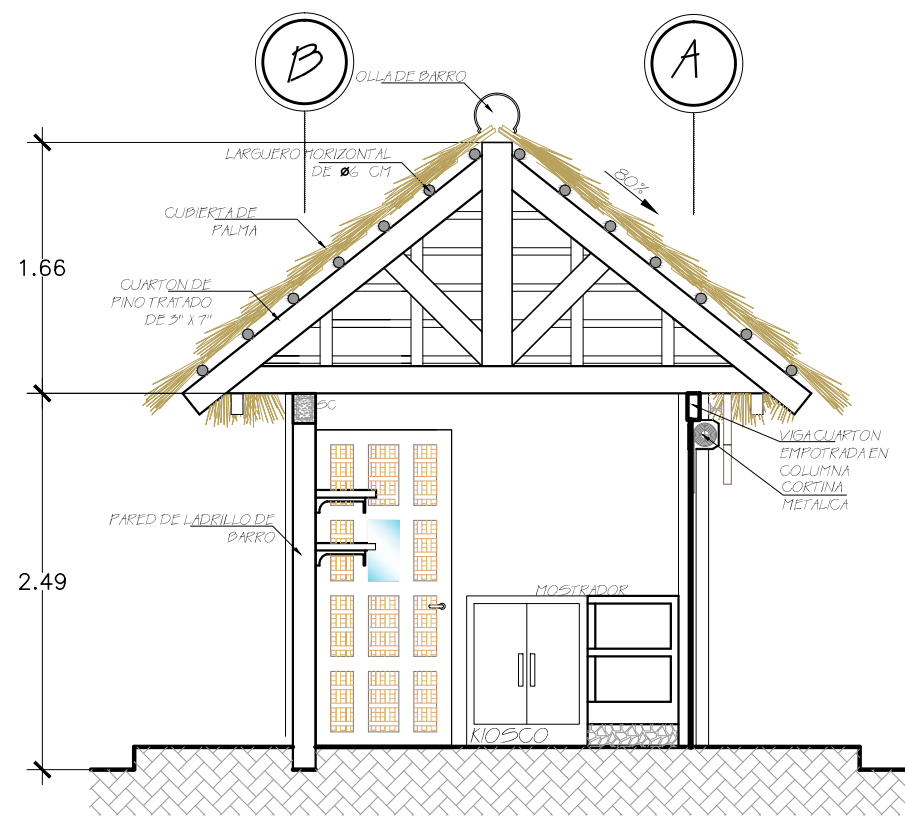 B
A
OLLA DE BARRO
LARGUERO HORIZONTAL
DE Ø6 CM
80%
CUBIERTA DE
PALMA
1.66
CUARTON DE
PINO TRATADO
DE 3" X 7"
SC
VIGA CUARTON
EMPOTRADA EN
COLUMNA
CORTINA
METALICA
PARED DE LADRILLO DE
BARRO
2.49
MOSTRADOR
KIOSCO